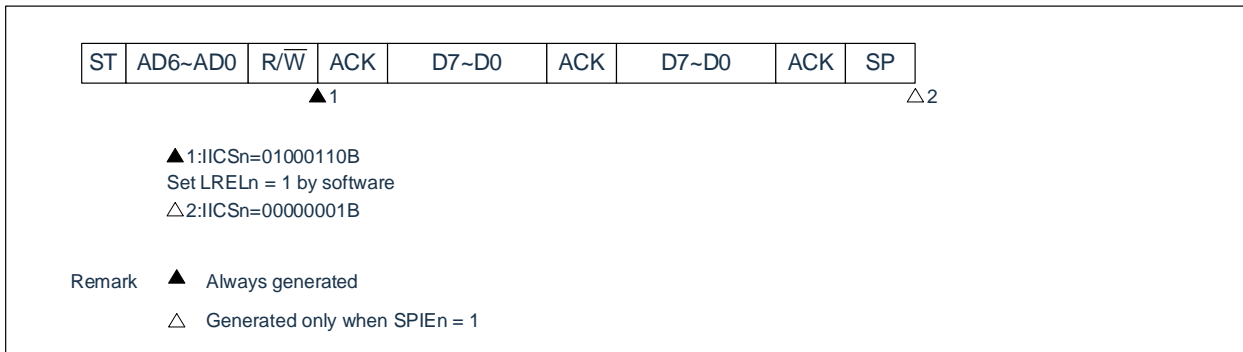 ST AD6~AD0 R/W̅ ACK D7~D0 ACK D7~D0 ACK SP
▲1 △2
▲1:IICSn=01000110B
Set LRELn = 1 by software
△2:IICSn=00000001B
Remark ▲ Always generated
△ Generated only when SPIEn = 1